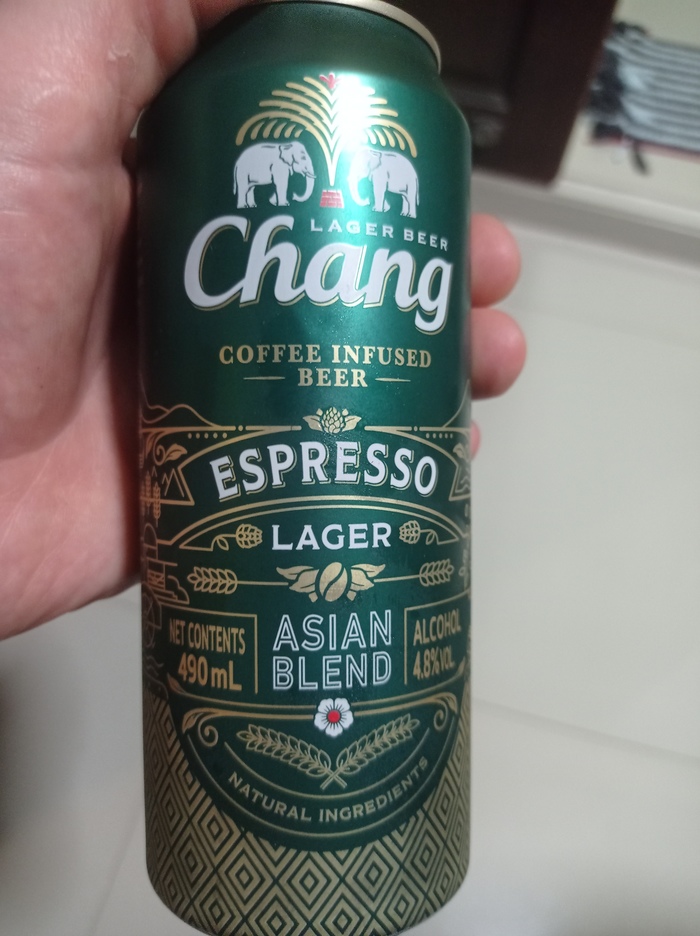 LAGER BEER
Chang
COFFEE INFUSED
BEER
ESPRESSO
LAGER
ASIAN
BLEND
NET CONTENTS
490 mL
ALCOHOL
4.8% VOL.
NATURAL INGREDIENTS